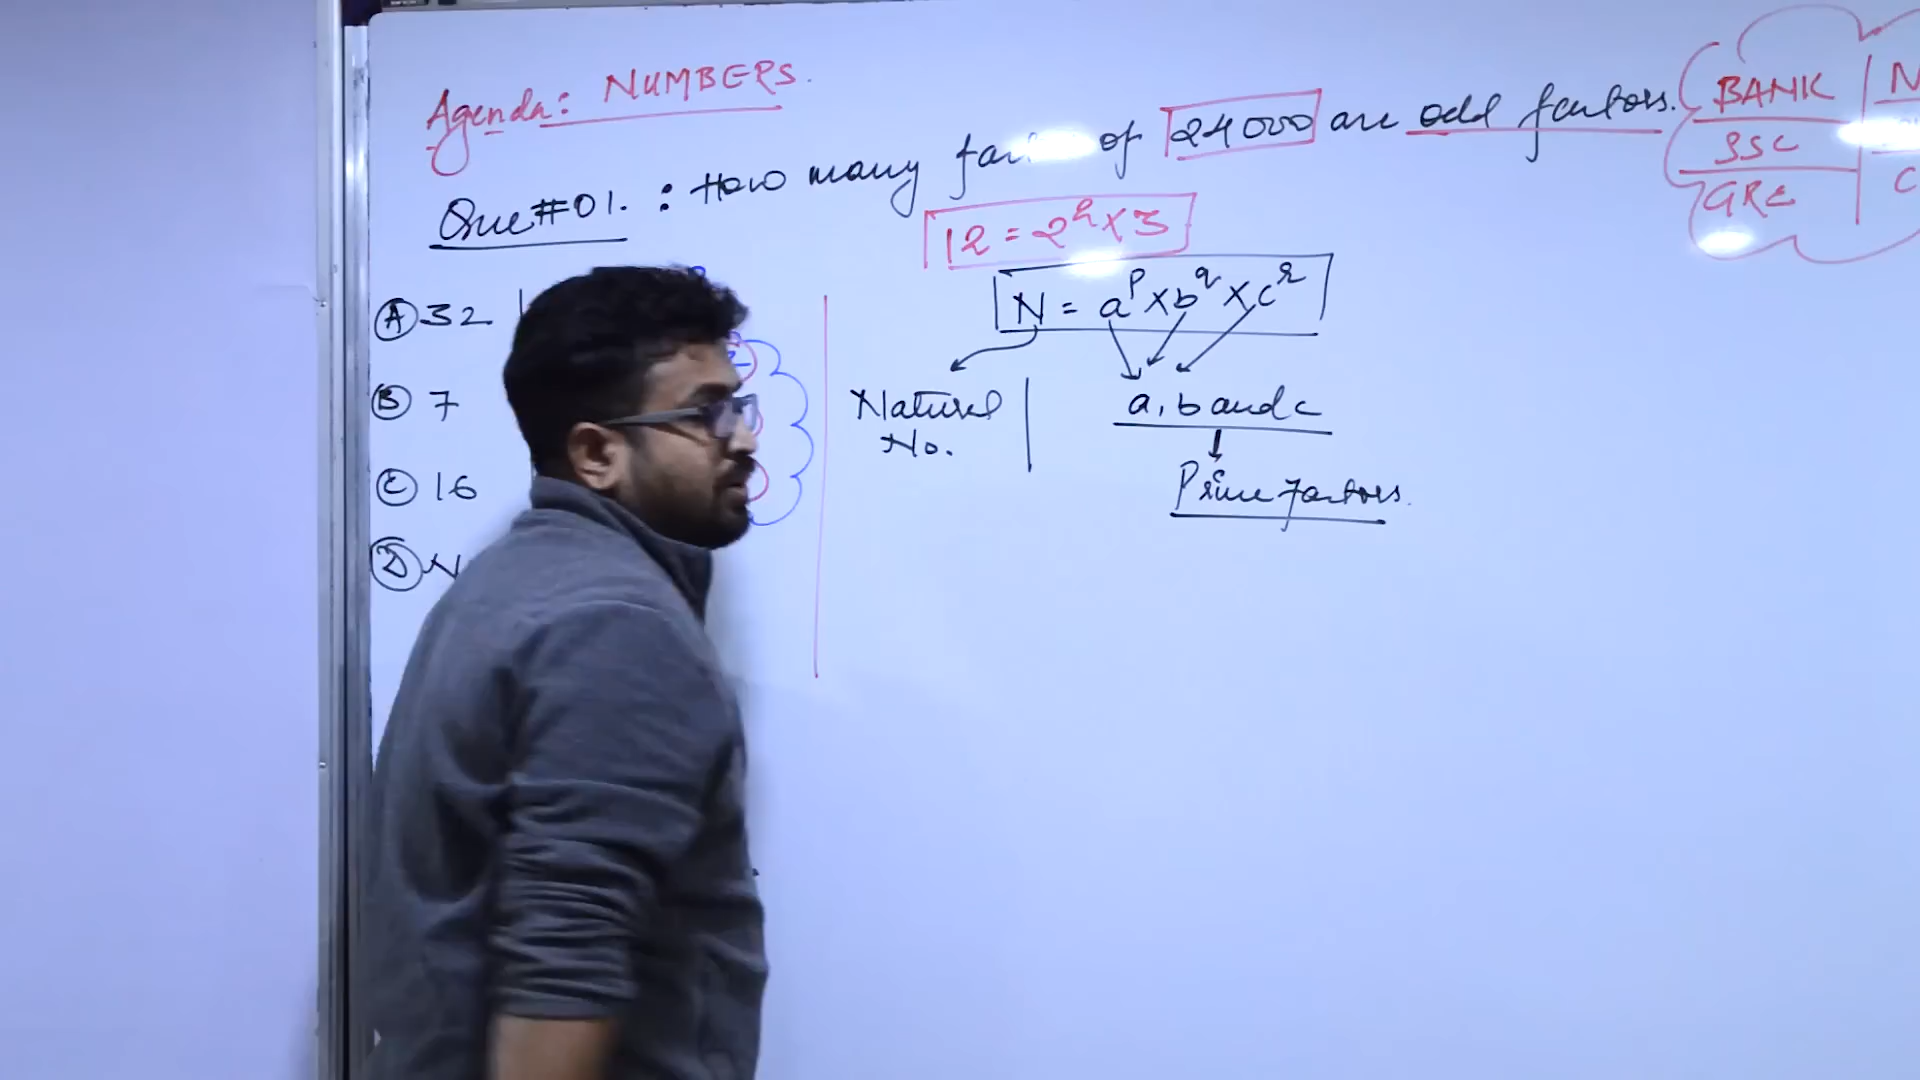 Agenda: NUMBERS.
Que#01. : How many of 24000 are odd factors.
BANK
SSC
GRE
N
C
12 = 2² × 3
N = a^p × b^q × c^r
(A) 32
(B) 7
(C) 16
(D) N
Natural No.
a, b and c
Prime factors.